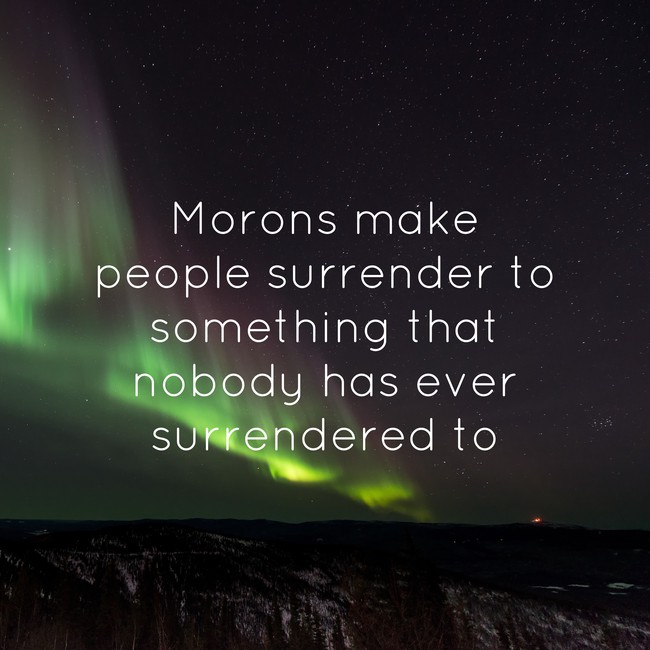 Morons make
people surrender to
something that
nobody has ever
surrendered to